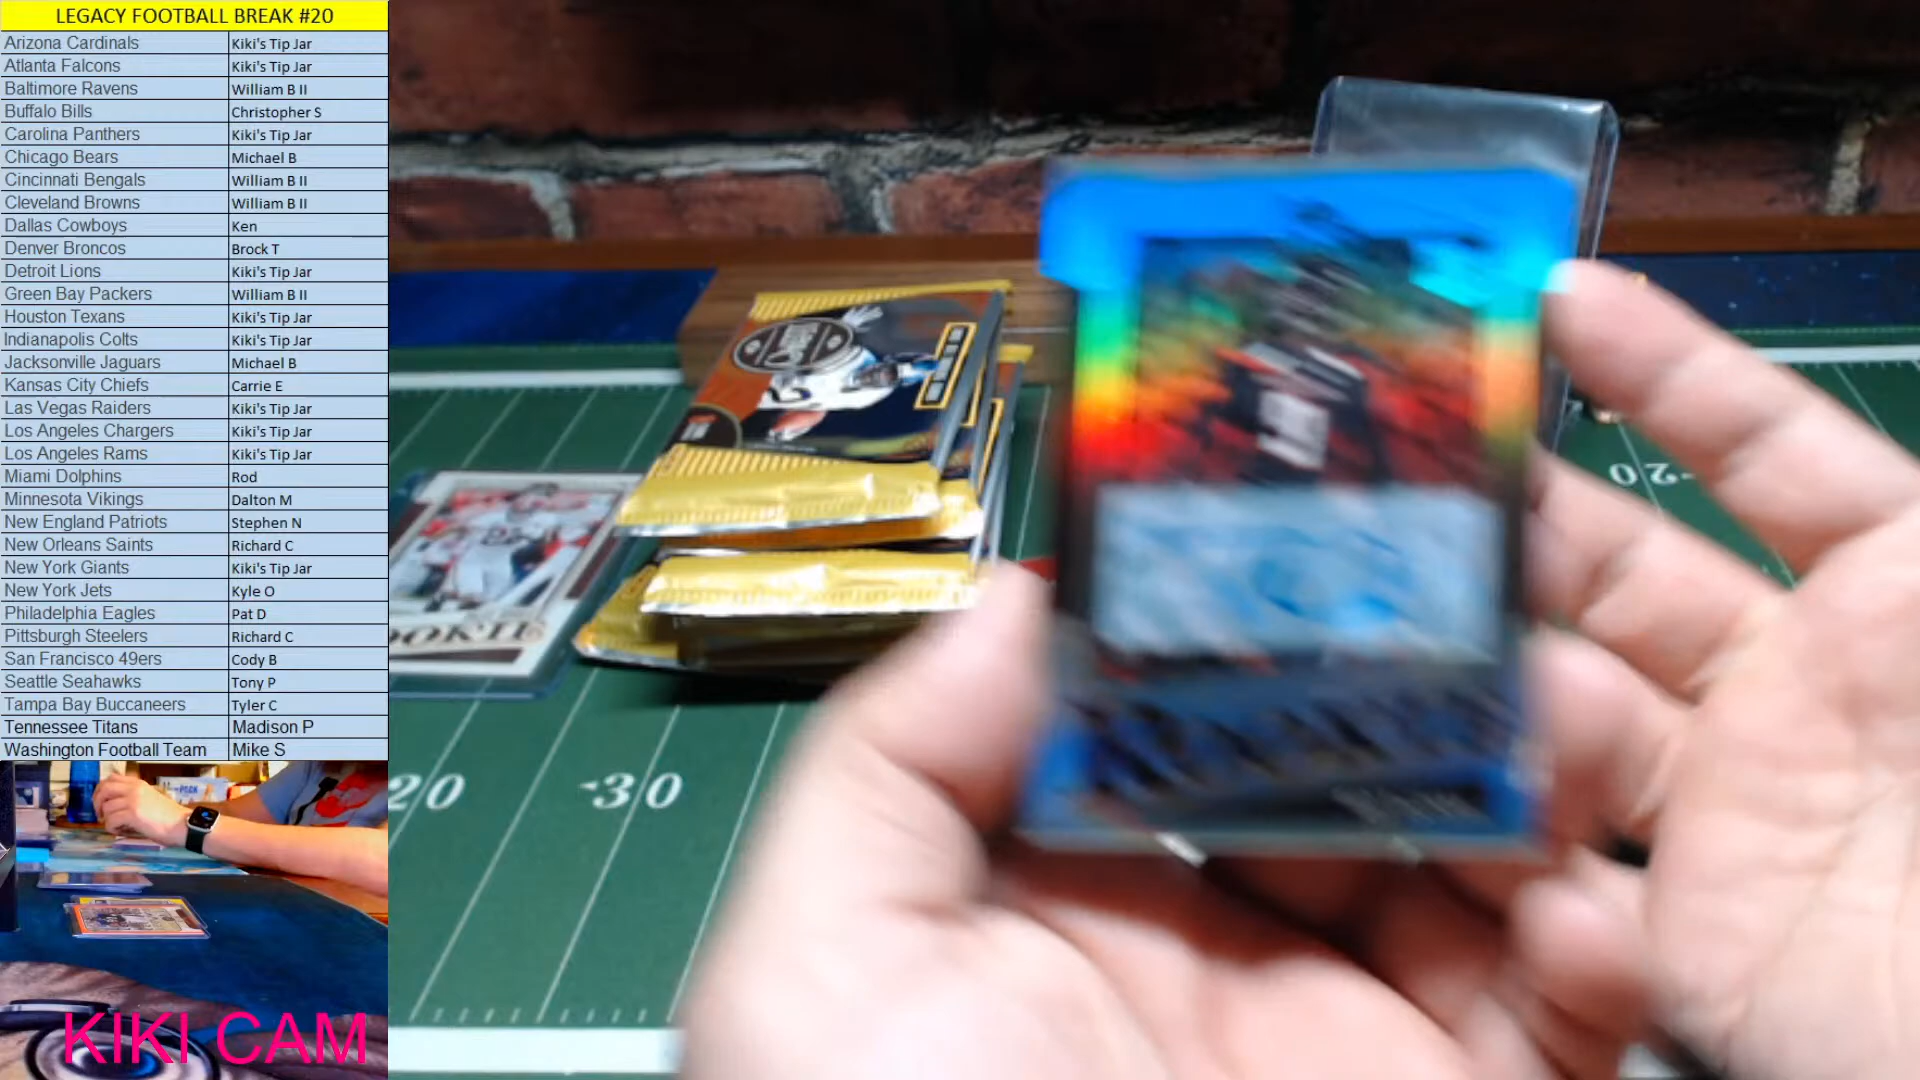 LEGACY FOOTBALL BREAK #20
Arizona Cardinals Kiki's Tip Jar
Atlanta Falcons Kiki's Tip Jar
Baltimore Ravens William B II
Buffalo Bills Christopher S
Carolina Panthers Kiki's Tip Jar
Chicago Bears Michael B
Cincinnati Bengals William B II
Cleveland Browns William B II
Dallas Cowboys Ken
Denver Broncos Brock T
Detroit Lions Kiki's Tip Jar
Green Bay Packers William B II
Houston Texans Kiki's Tip Jar
Indianapolis Colts Kiki's Tip Jar
Jacksonville Jaguars Michael B
Kansas City Chiefs Carrie E
Las Vegas Raiders Kiki's Tip Jar
Los Angeles Chargers Kiki's Tip Jar
Los Angeles Rams Kiki's Tip Jar
Miami Dolphins Rod
Minnesota Vikings Dalton M
New England Patriots Stephen N
New Orleans Saints Richard C
New York Giants Kiki's Tip Jar
New York Jets Kyle O
Philadelphia Eagles Pat D
Pittsburgh Steelers Richard C
San Francisco 49ers Cody B
Seattle Seahawks Tony P
Tampa Bay Buccaneers Tyler C
Tennessee Titans Madison P
Washington Football Team Mike S
KIKI CAM
20
30
20